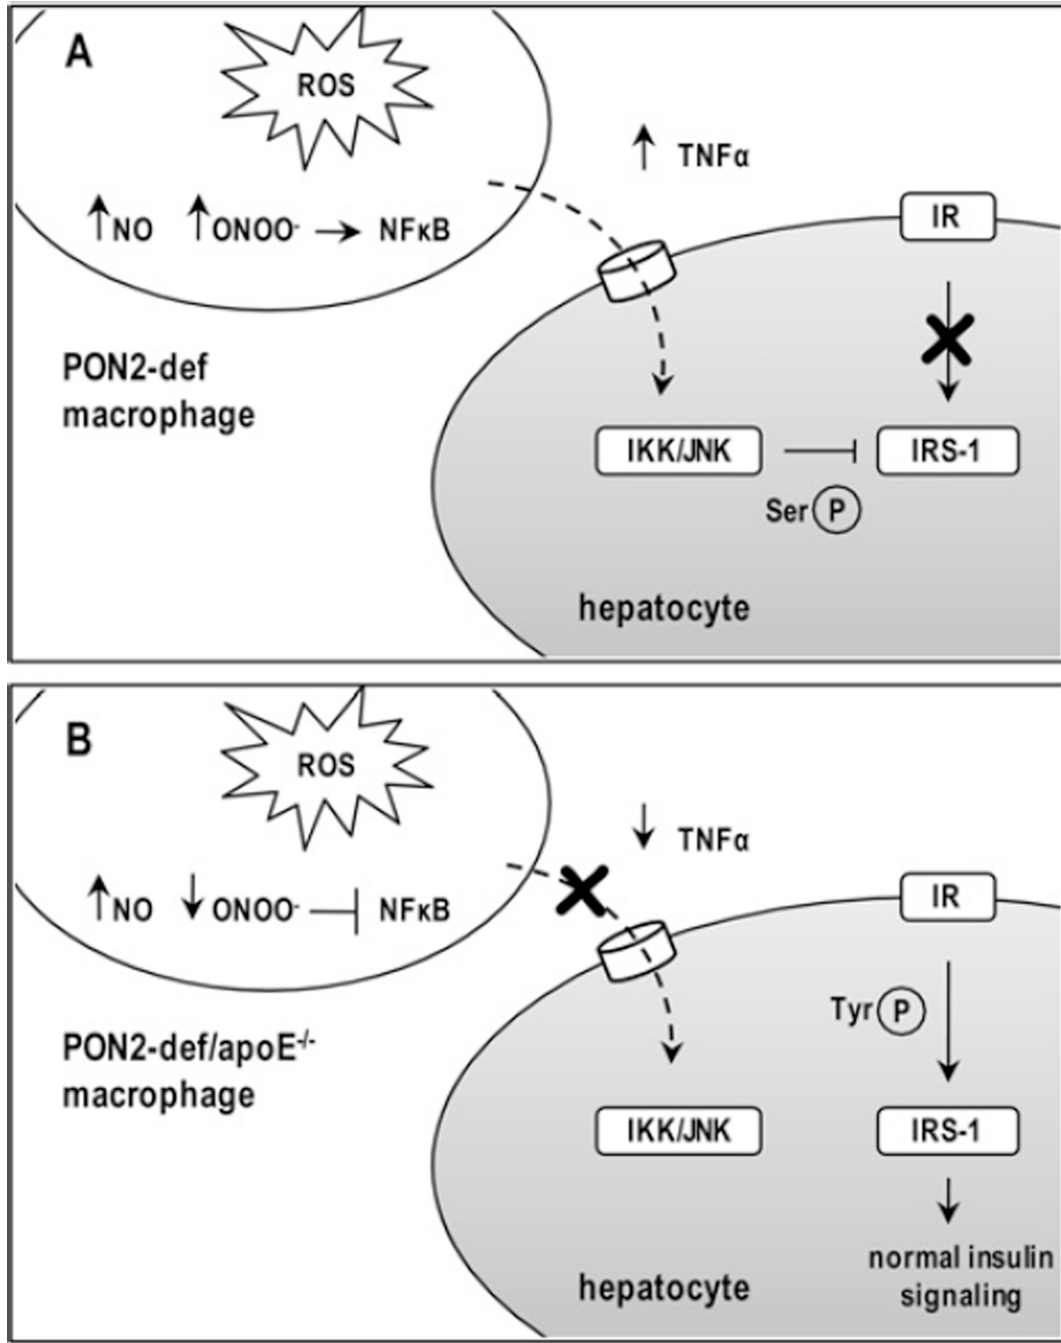 A
ROS
↑ TNFα
↑NO ↑ONOO⁻ → NFκB
IR
PON2-def
macrophage
IKK/JNK
IRS-1
Ser P
hepatocyte
B
ROS
↓ TNFα
↑NO ↓ONOO⁻ NFκB
IR
Tyr P
PON2-def/apoE⁻/⁻
macrophage
IKK/JNK
IRS-1
normal insulin
signaling
hepatocyte